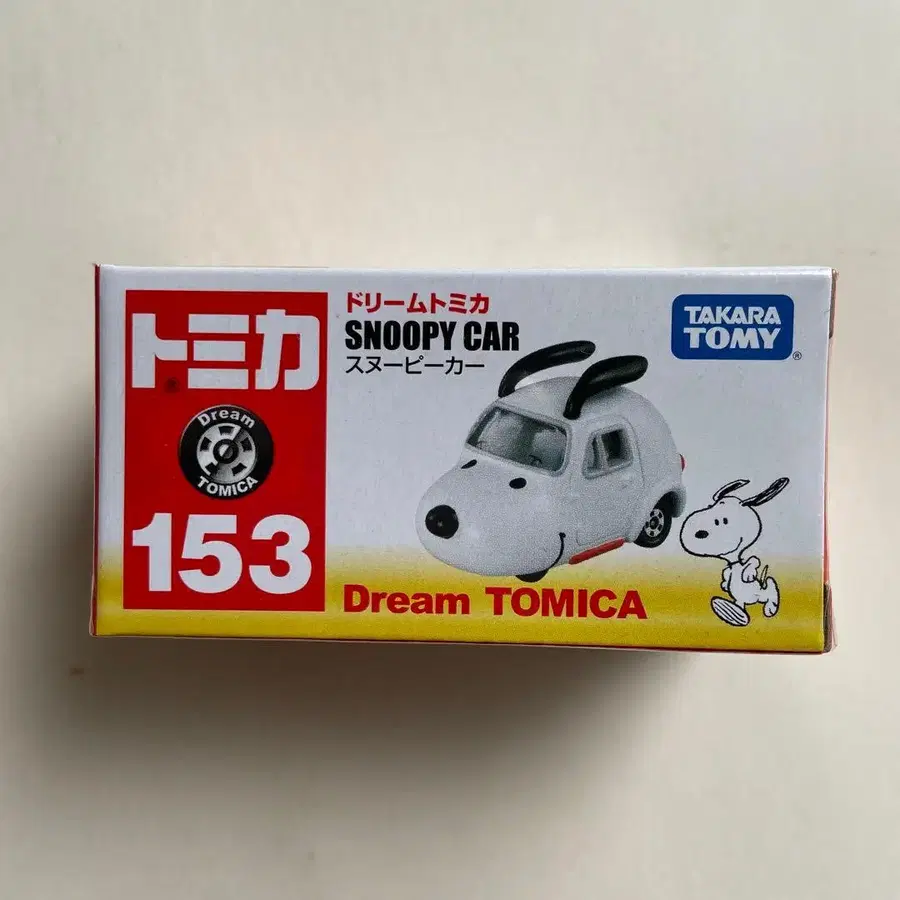 トミカ
Dream
TOMICA
153
ドリームトミカ
SNOOPY CAR
スヌーピーカー
TAKARA
TOMY
®
Dream TOMICA